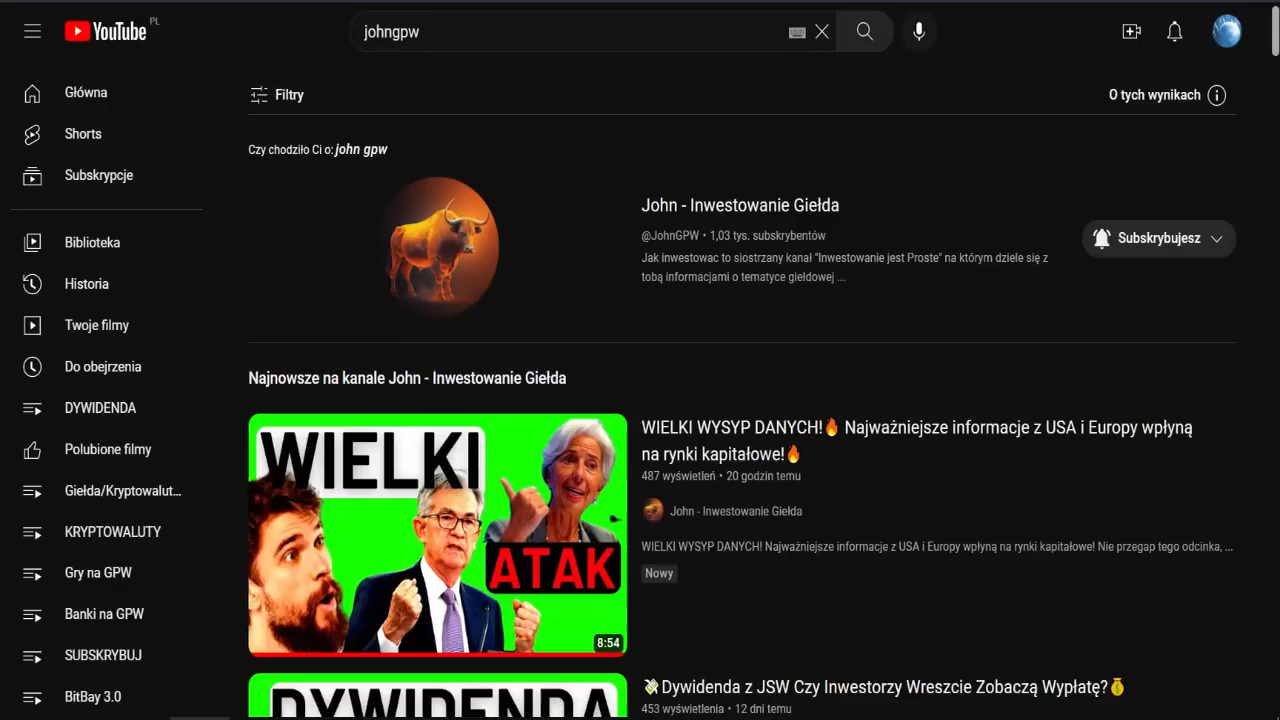 YouTube PL
johngpw
Główna
Shorts
Subskrypcje
Biblioteka
Historia
Twoje filmy
Do obejrzenia
DYWIDENDA
Polubione filmy
Giełda/Kryptowalut...
KRYPTOWALUTY
Gry na GPW
Banki na GPW
SUBSKRYBUJ
BitBay 3.0
Filtry
O tych wynikach
Czy chodziło Ci o: john gpw
John - Inwestowanie Giełda
@JohnGPW • 1,03 tys. subskrybentów
Jak inwestowac to siostrzany kanał "Inwestowanie jest Proste" na którym dziele się z
tobą informacjami o tematyce giełdowej ...
Subskrybujesz
Najnowsze na kanale John - Inwestowanie Giełda
WIELKI
ATAK
8:54
WIELKI WYSYP DANYCH!🔥 Najważniejsze informacje z USA i Europy wpłyną
na rynki kapitałowe!🔥
487 wyświetleń • 20 godzin temu
John - Inwestowanie Giełda
WIELKI WYSYP DANYCH! Najważniejsze informacje z USA i Europy wpłyną na rynki kapitałowe! Nie przegap tego odcinka, ...
Nowy
DYWIDENDA
💸Dywidenda z JSW Czy Inwestorzy Wreszcie Zobaczą Wypłatę?💰
453 wyświetlenia • 12 dni temu